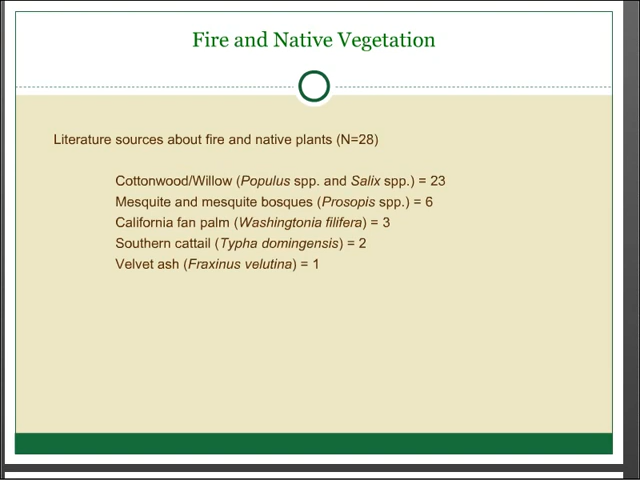 Fire and Native Vegetation
Literature sources about fire and native plants (N=28)
Cottonwood/Willow (Populus spp. and Salix spp.) = 23
Mesquite and mesquite bosques (Prosopis spp.) = 6
California fan palm (Washingtonia filifera) = 3
Southern cattail (Typha domingensis) = 2
Velvet ash (Fraxinus velutina) = 1